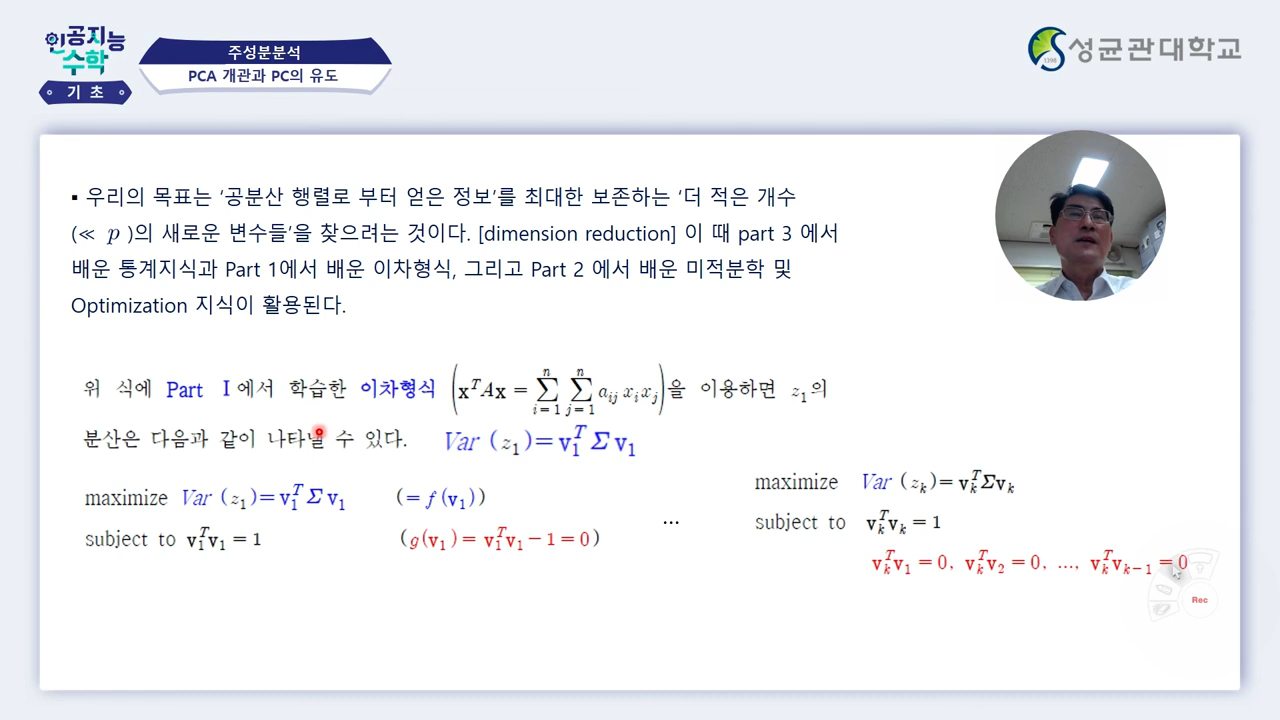 인공지능
수학
기 초
주성분분석
PCA 개관과 PC의 유도
1398
성균관대학교
▪ 우리의 목표는 ‘공분산 행렬로 부터 얻은 정보’를 최대한 보존하는 ‘더 적은 개수
(≪ p )의 새로운 변수들’을 찾으려는 것이다. [dimension reduction] 이 때 part 3 에서
배운 통계지식과 Part 1에서 배운 이차형식, 그리고 Part 2 에서 배운 미적분학 및
Optimization 지식이 활용된다.
위 식에 Part Ⅰ에서 학습한 이차형식 (x^T A x = ∑_{i=1}^{n} ∑_{j=1}^{n} a_{ij} x_i x_j)을 이용하면 z_1의
분산은 다음과 같이 나타낼 수 있다. Var (z_1) = v_1^T Σ v_1
maximize Var (z_1) = v_1^T Σ v_1 (= f(v_1))
subject to v_1^T v_1 = 1 (g(v_1) = v_1^T v_1 − 1 = 0)
...
maximize Var (z_k) = v_k^T Σ v_k
subject to v_k^T v_k = 1
v_k^T v_1 = 0, v_k^T v_2 = 0, ..., v_k^T v_{k−1} = 0
Rec